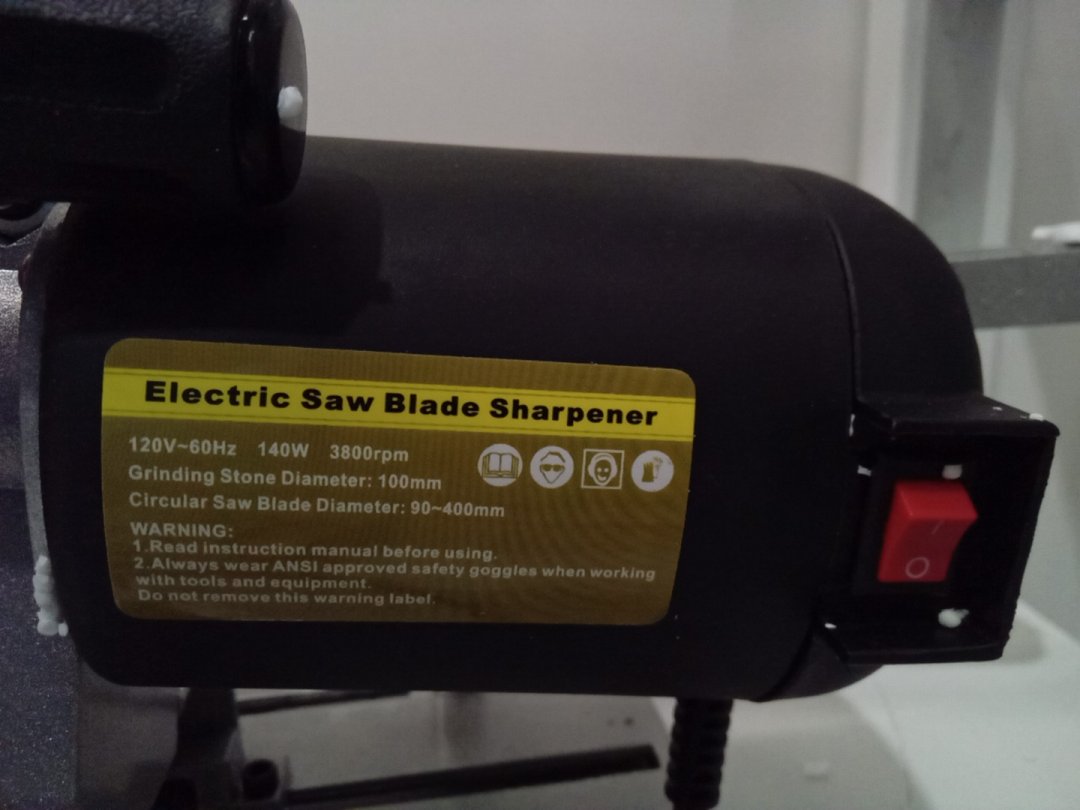 Electric Saw Blade Sharpener
120V~60Hz 140W 3800rpm
Grinding Stone Diameter: 100mm
Circular Saw Blade Diameter: 90~400mm
WARNING:
1.Read instruction manual before using.
2.Always wear ANSI approved safety goggles when working
with tools and equipment.
Do not remove this warning label.